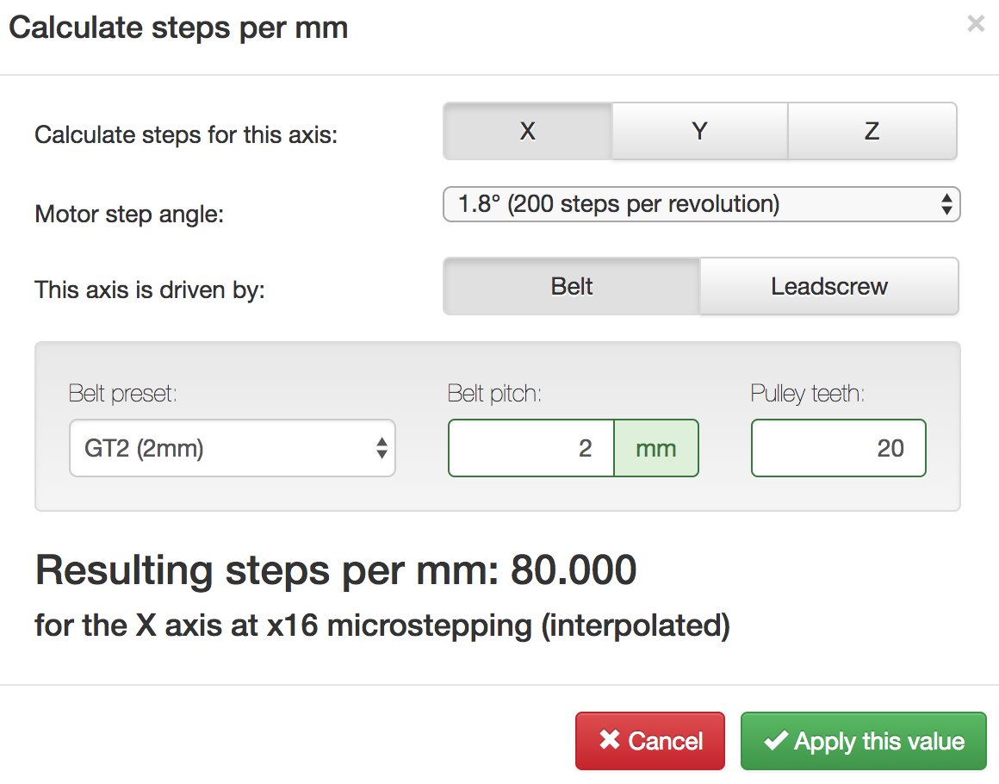 Calculate steps per mm ×
Calculate steps for this axis: X Y Z
Motor step angle: 1.8° (200 steps per revolution)
This axis is driven by: Belt Leadscrew
Belt preset: Belt pitch: Pulley teeth:
GT2 (2mm) 2 mm 20
Resulting steps per mm: 80.000
for the X axis at x16 microstepping (interpolated)
✖ Cancel ✔ Apply this value